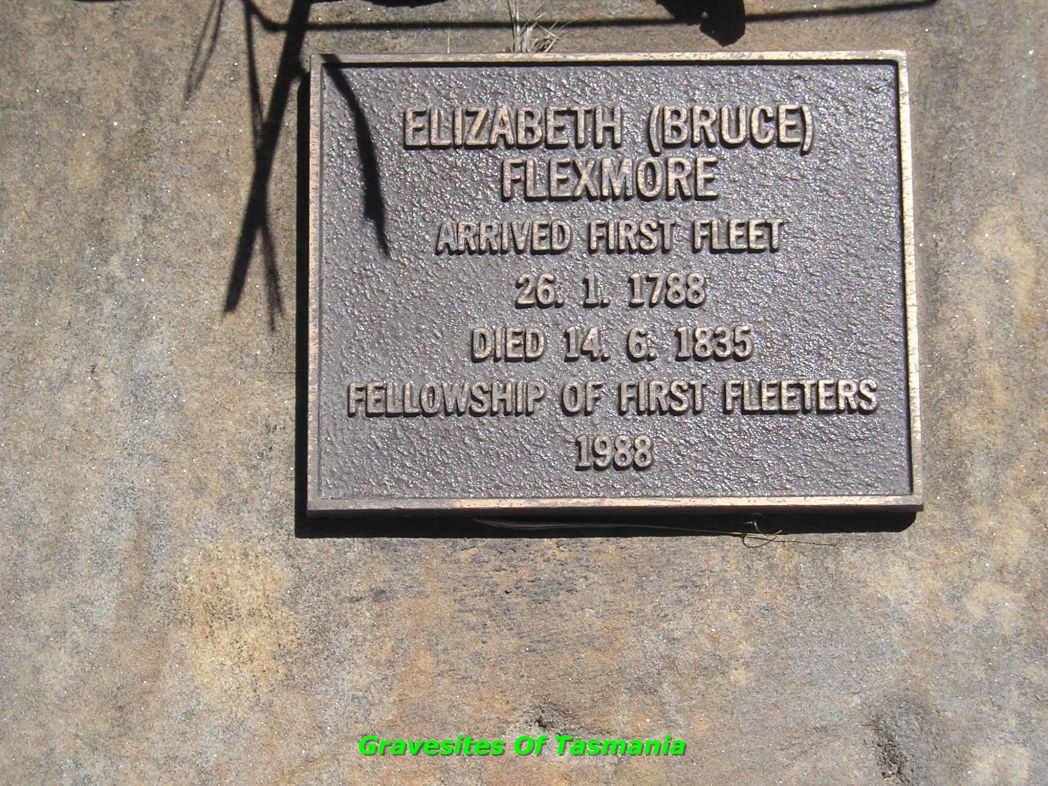 ELIZABETH (BRUCE)
FLEXMORE
ARRIVED FIRST FLEET
26. 1. 1788
DIED 14. 6. 1835
FELLOWSHIP OF FIRST FLEETERS
1988
Gravesites Of Tasmania